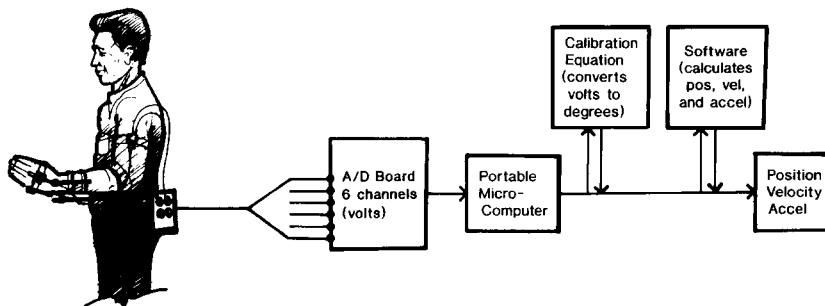 Calibration
Equation
(converts
volts to
degrees)
Software
(calculates
pos, vel,
and accel)
A/D Board
6 channels
(volts)
Portable
Micro-
Computer
Position
Velocity
Accel